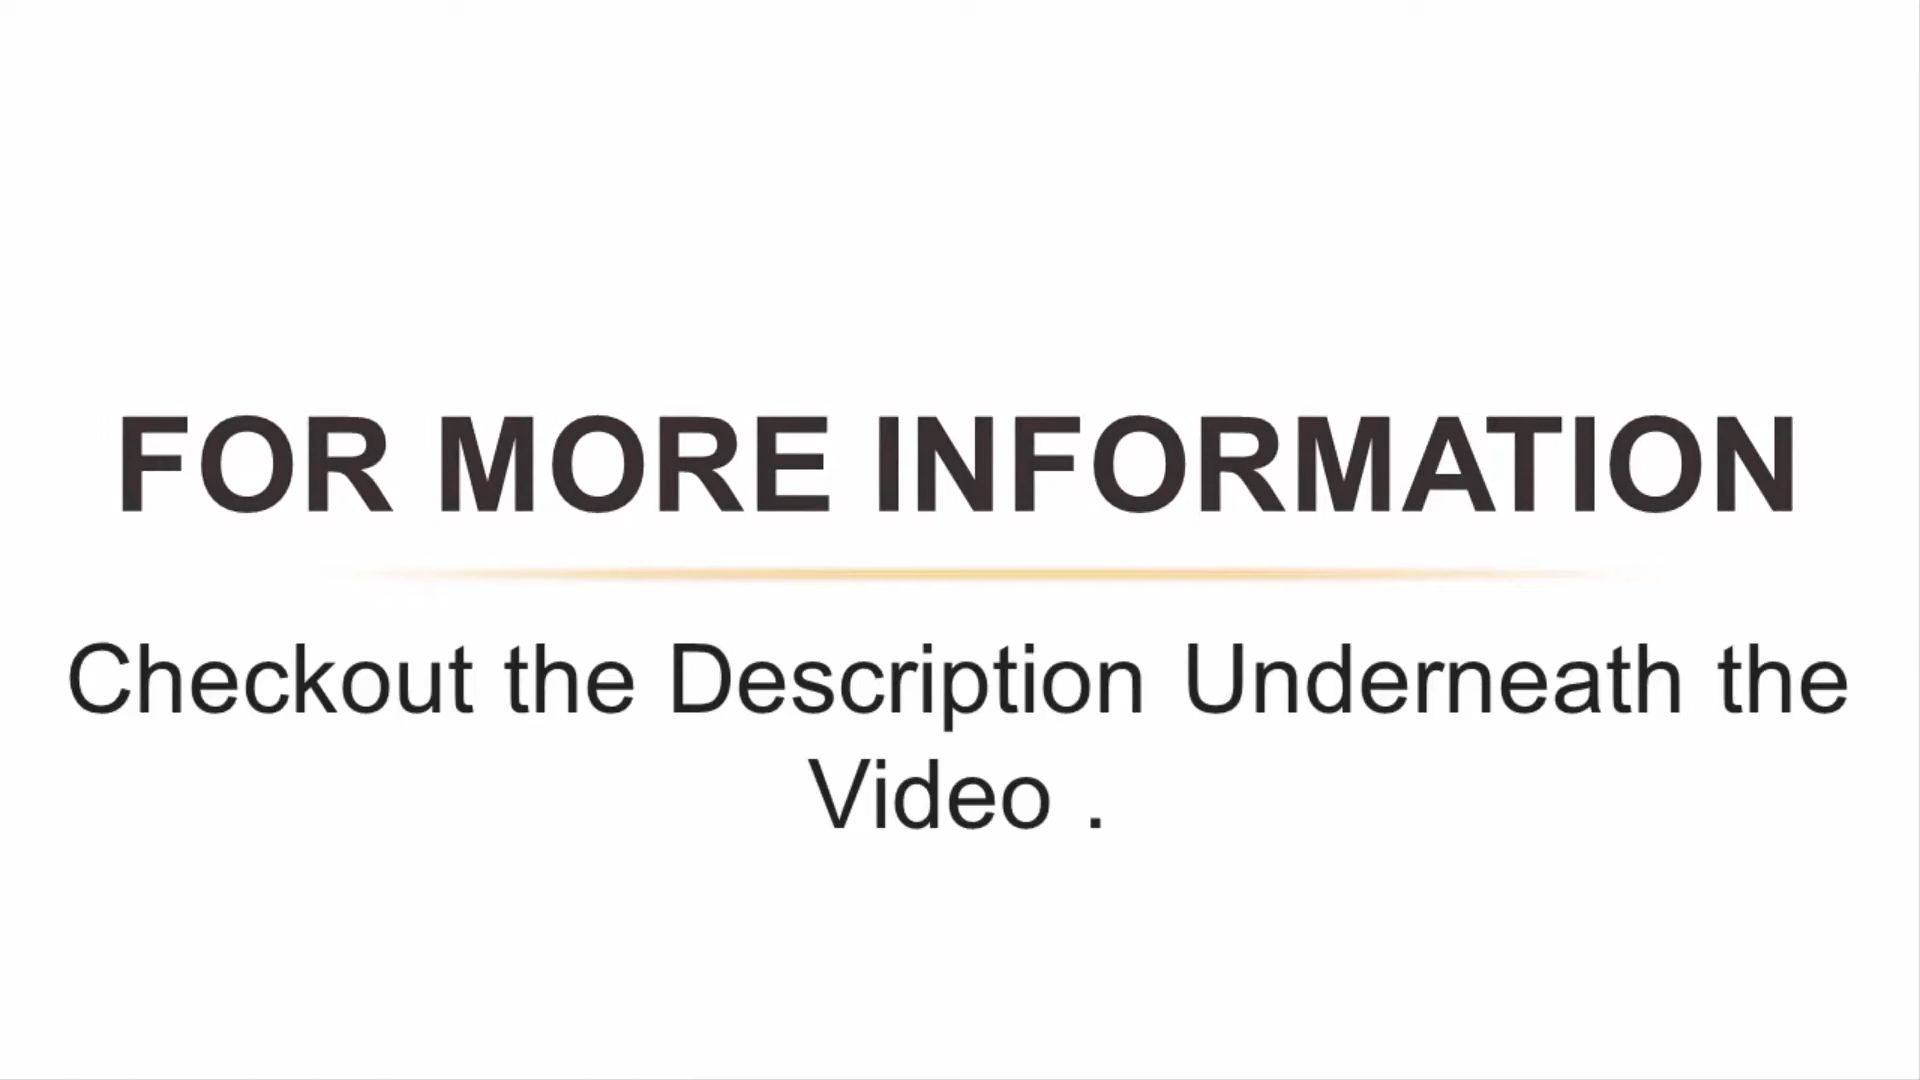 FOR MORE INFORMATION
Checkout the Description Underneath the
Video .